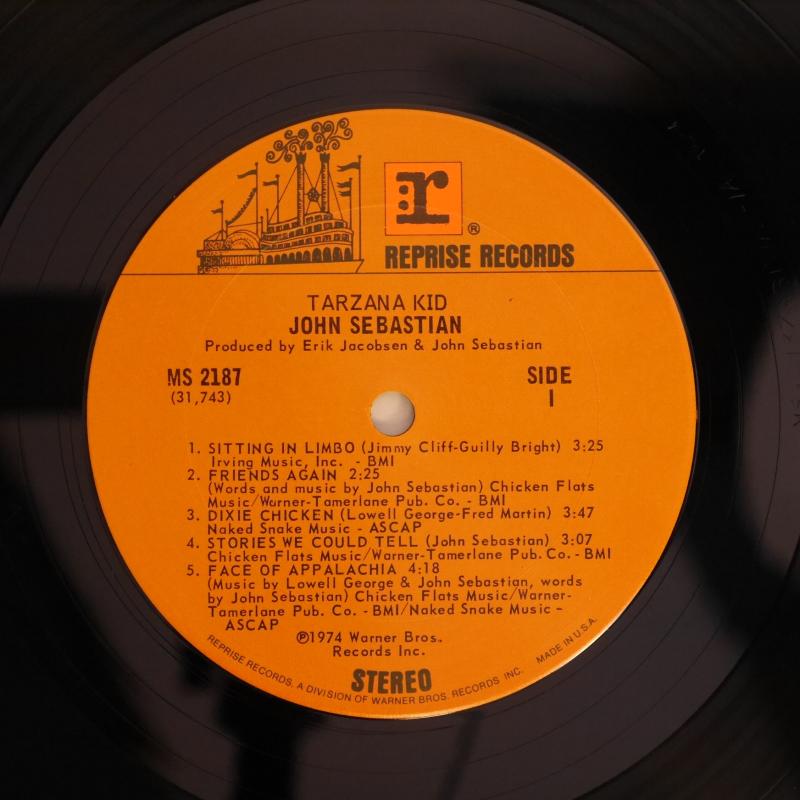 r ®
REPRISE RECORDS
TARZANA KID
JOHN SEBASTIAN
Produced by Erik Jacobsen & John Sebastian
MS 2187
(31,743)
SIDE
1
1. SITTING IN LIMBO (Jimmy Cliff-Guilly Bright) 3:25
Irving Music, Inc. - BMI
2. FRIENDS AGAIN 2:25
(Words and music by John Sebastian) Chicken Flats
Music/Warner-Tamerlane Pub. Co. - BMI
3. DIXIE CHICKEN (Lowell George-Fred Martin) 3:47
Naked Snake Music - ASCAP
4. STORIES WE COULD TELL (John Sebastian) 3:07
Chicken Flats Music/Warner-Tamerlane Pub. Co. - BMI
5. FACE OF APPALACHIA 4:18
(Music by Lowell George & John Sebastian, words
by John Sebastian) Chicken Flats Music/Warner-
Tamerlane Pub. Co. - BMI/Naked Snake Music -
ASCAP
℗1974 Warner Bros.
Records Inc.
STEREO
REPRISE RECORDS, A DIVISION OF WARNER BROS. RECORDS INC. MADE IN U.S.A.